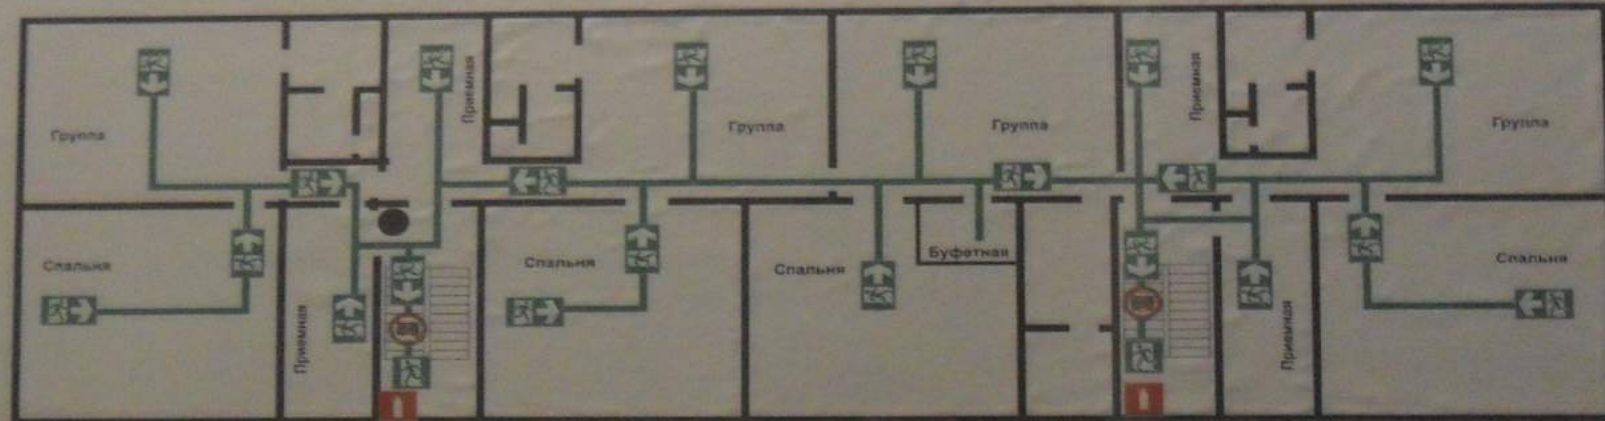 Приемная
Приемная
Группа
Группа
Группа
Группа
Спальня
Спальня
Спальня
Буфетная
Спальня
Приемная
Приемная